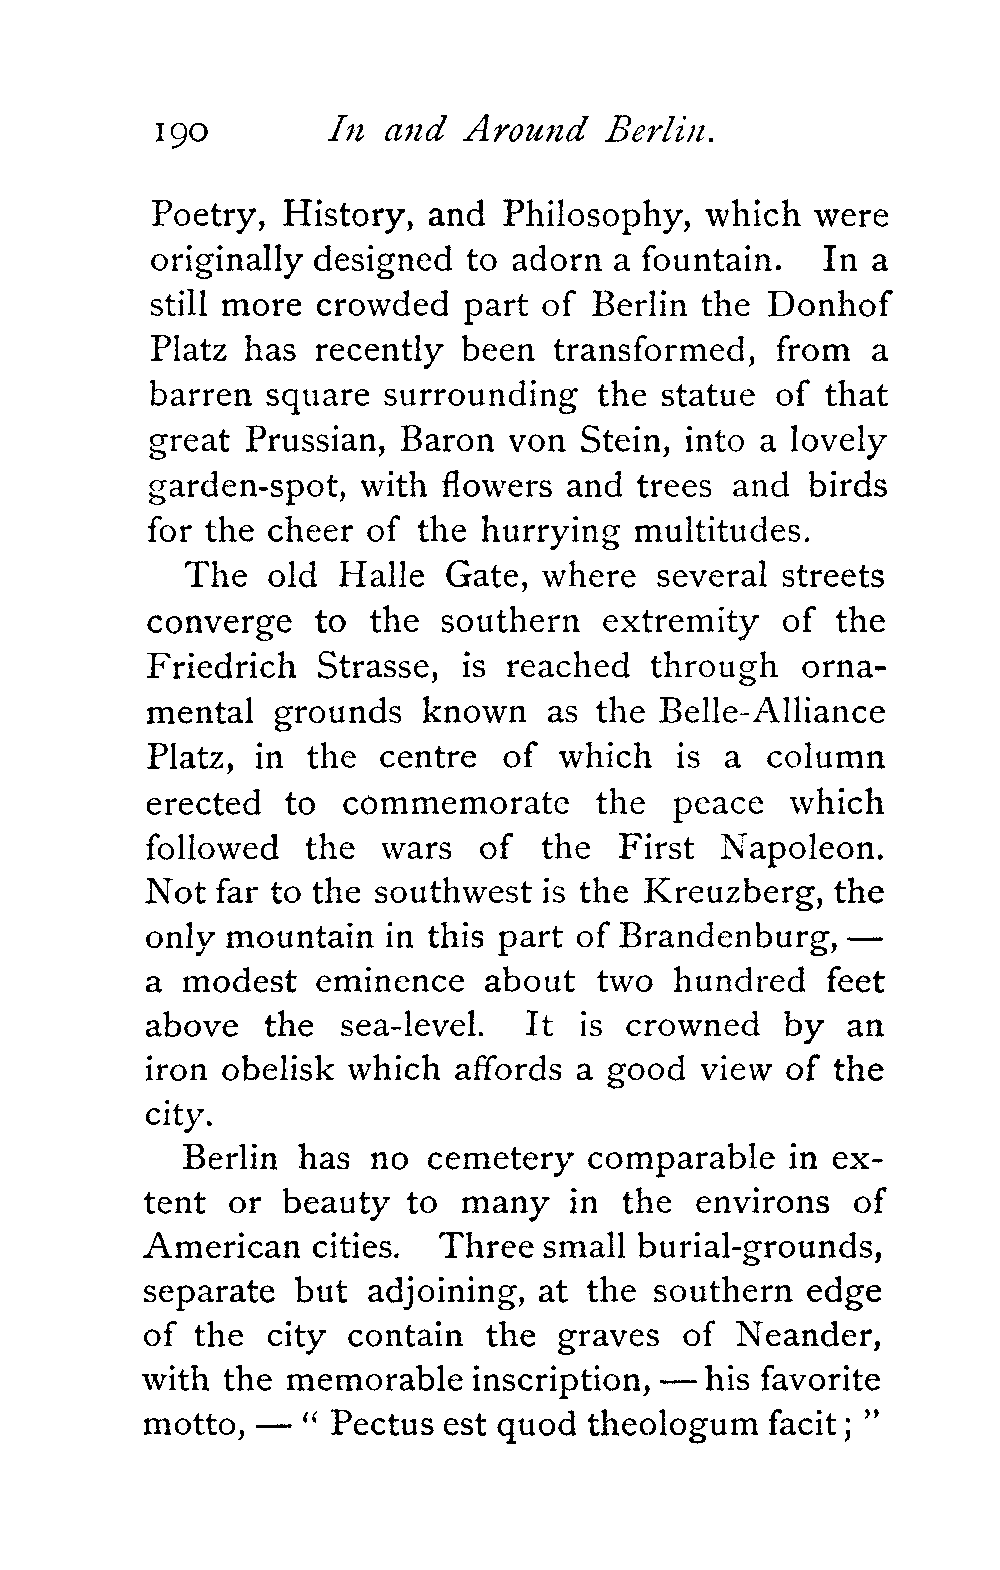 190 In and Around Berlin.
Poetry, History, and Philosophy, which were
originally designed to adorn a fountain. In a
still more crowded part of Berlin the Donhof
Platz has recently been transformed, from a
barren square surrounding the statue of that
great Prussian, Baron von Stein, into a lovely
garden-spot, with flowers and trees and birds
for the cheer of the hurrying multitudes.
The old Halle Gate, where several streets
converge to the southern extremity of the
Friedrich Strasse, is reached through orna-
mental grounds known as the Belle-Alliance
Platz, in the centre of which is a column
erected to commemorate the peace which
followed the wars of the First Napoleon.
Not far to the southwest is the Kreuzberg, the
only mountain in this part of Brandenburg, —
a modest eminence about two hundred feet
above the sea-level. It is crowned by an
iron obelisk which affords a good view of the
city.
Berlin has no cemetery comparable in ex-
tent or beauty to many in the environs of
American cities. Three small burial-grounds,
separate but adjoining, at the southern edge
of the city contain the graves of Neander,
with the memorable inscription, — his favorite
motto, — “ Pectus est quod theologum facit ; ”